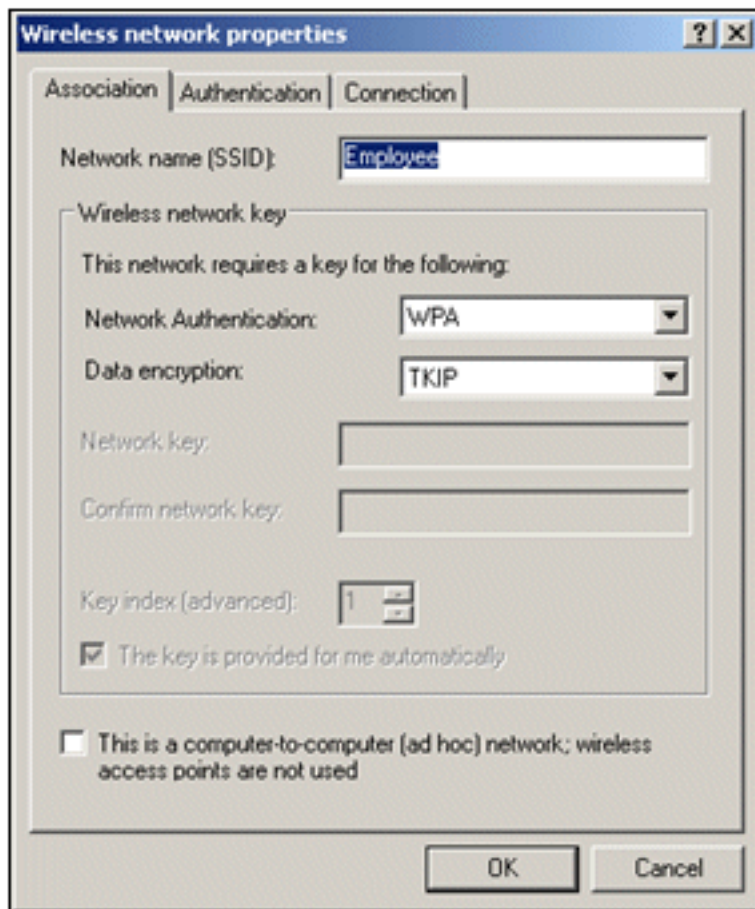 Wireless network properties
Association Authentication Connection
Network name (SSID): Employee
Wireless network key
This network requires a key for the following:
Network Authentication: WPA
Data encryption: TKIP
Network key:
Confirm network key:
Key index (advanced): 1
The key is provided for me automatically
This is a computer-to-computer (ad hoc) network; wireless
access points are not used
OK Cancel